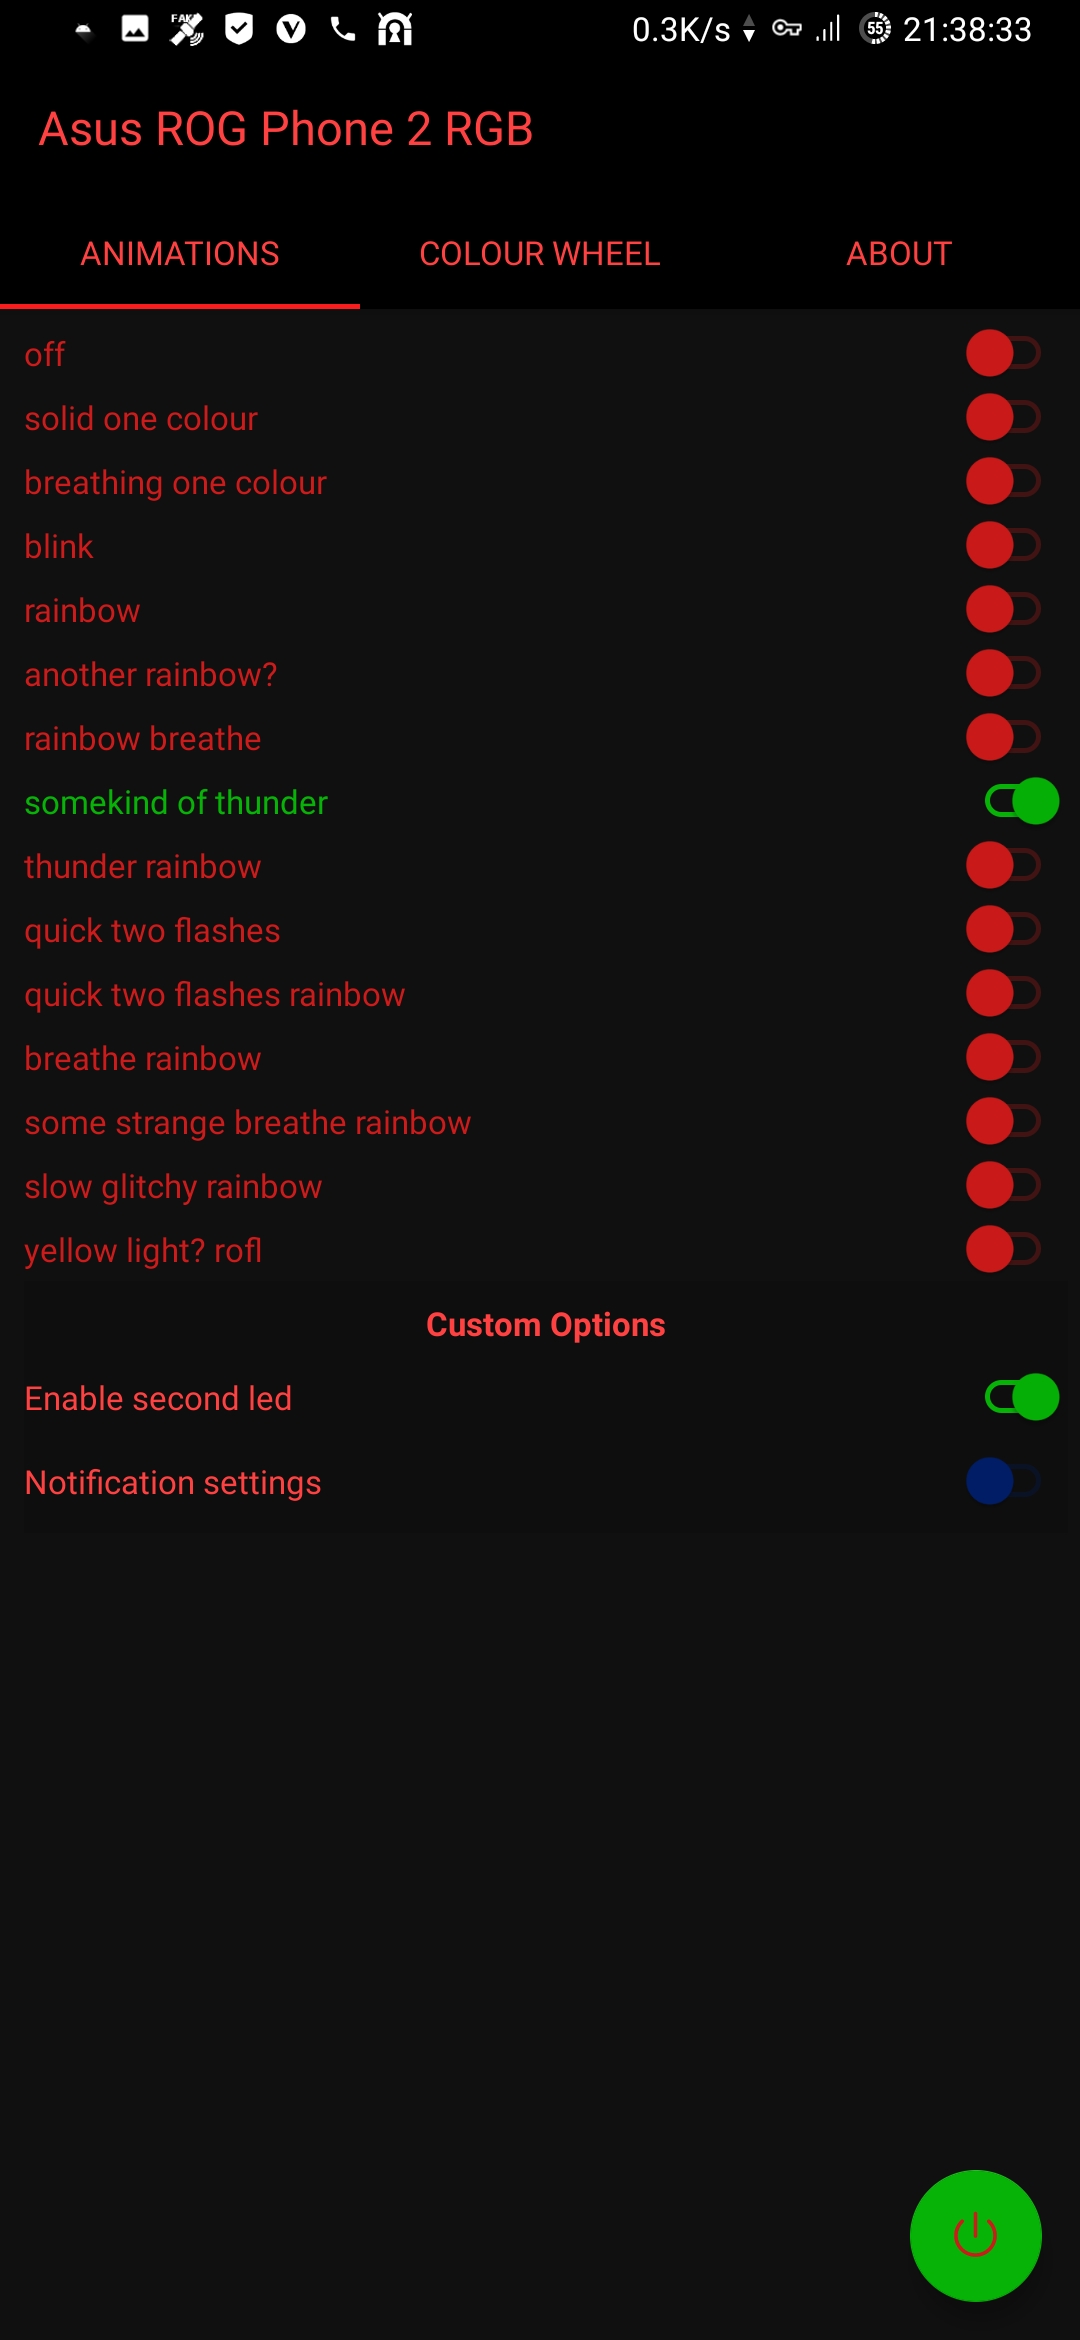 FAKE
0.3K/s
55
21:38:33
Asus ROG Phone 2 RGB
ANIMATIONS
COLOUR WHEEL
ABOUT
off
solid one colour
breathing one colour
blink
rainbow
another rainbow?
rainbow breathe
somekind of thunder
thunder rainbow
quick two flashes
quick two flashes rainbow
breathe rainbow
some strange breathe rainbow
slow glitchy rainbow
yellow light? rofl
Custom Options
Enable second led
Notification settings